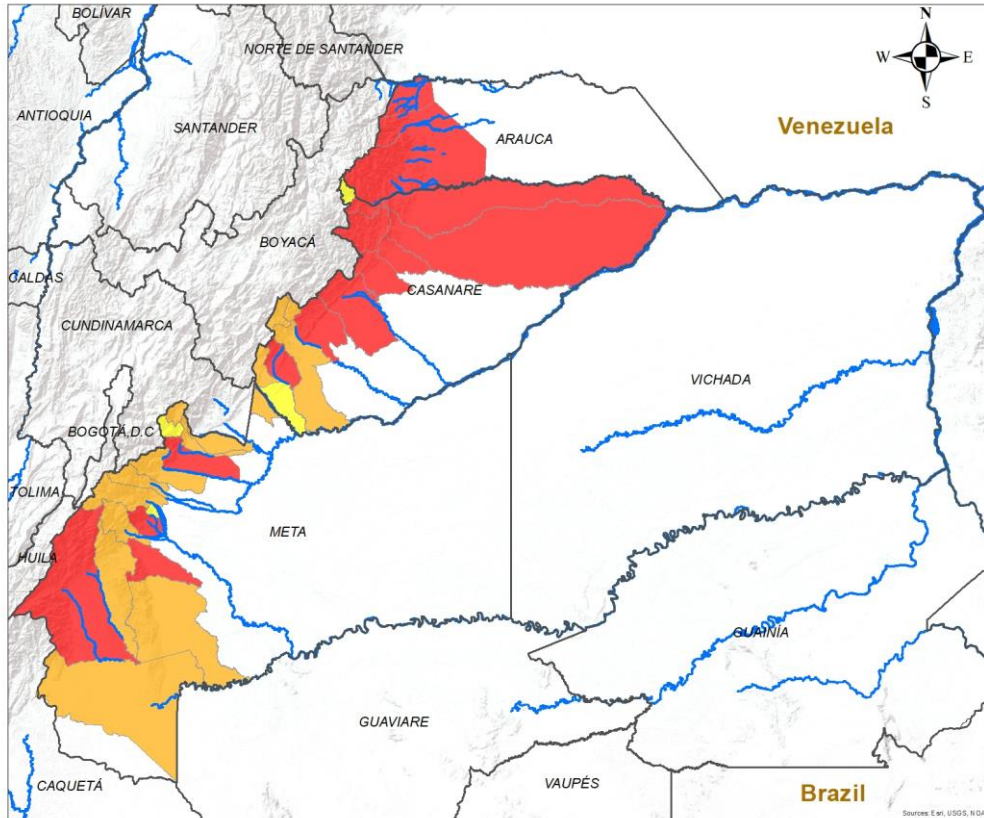 BOLÍVAR
NORTE DE SANTANDER
N
W E
S
ANTIOQUIA
SANTANDER
ARAUCA
Venezuela
BOYACÁ
CALDAS
CASANARE
CUNDINAMARCA
VICHADA
BOGOTÁ,D.C
TOLIMA
META
HUILA
GUAINÍA
GUAVIARE
CAQUETÁ
VAUPÉS
Brazil
Sources: Esri, USGS, NOA